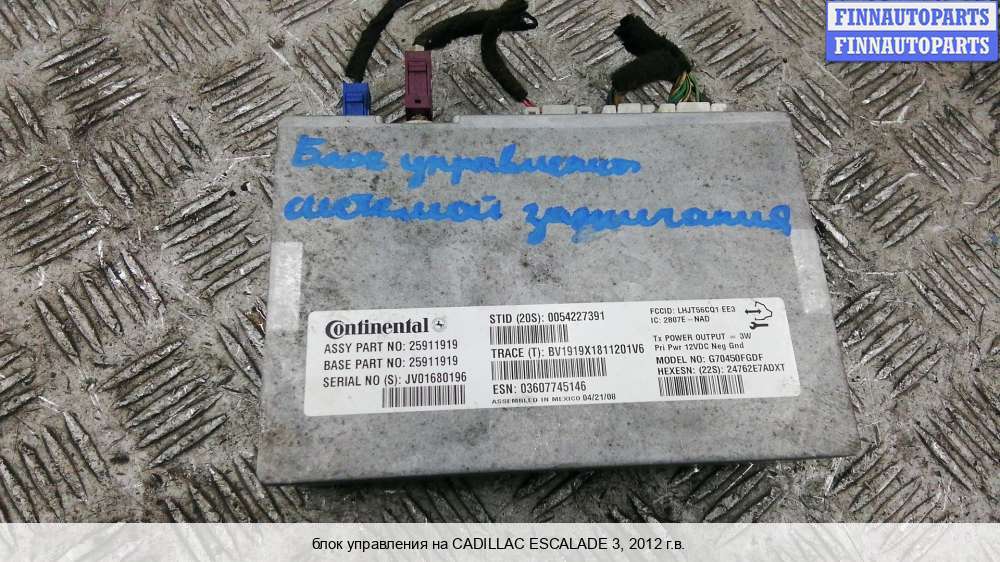 FINNAUTOPARTS
FINNAUTOPARTS
Блок управления
системой зажигания
Continental
ASSY PART NO: 25911919
BASE PART NO: 25911919
SERIAL NO (S): JV01680196
STID (20S): 0054227391
TRACE (T): BV1919X1811201V6
ESN: 03607745146
ASSEMBLED IN MEXICO 04/21/08
FCCID: LHJT56CQ1 EE3
IC: 2807E-NAD
Tx POWER OUTPUT = 3W
Pri Pwr 12VDC Neg Gnd
MODEL NO: G70450FGDF
HEXESN: (22S): 24762E7ADXT
блок управления на CADILLAC ESCALADE 3, 2012 г.в.